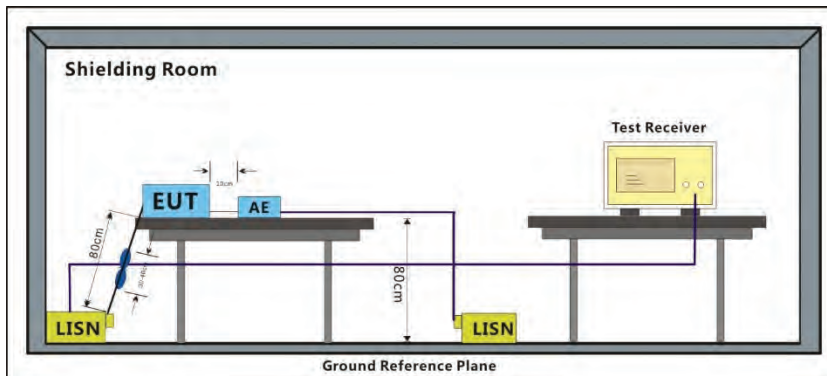 Shielding Room
Test Receiver
10cm
EUT
AE
80cm
80cm
LISN
LISN
Ground Reference Plane